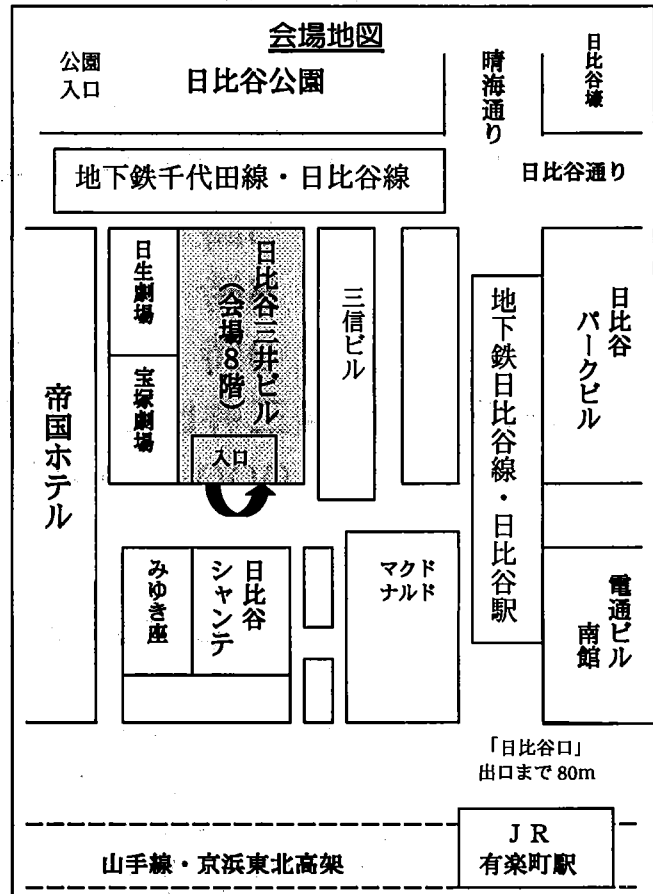 会場地図
公園
入口
日比谷公園
晴海通り
日比谷壕
地下鉄千代田線・日比谷線
日比谷通り
日生劇場
宝塚劇場
日比谷三井ビル
（会場8階）
入口
三信ビル
地下鉄日比谷線・日比谷駅
日比谷
パークビル
帝国ホテル
みゆき座
日比谷
シャンテ
マクド
ナルド
電通ビル
南館
「日比谷口」
出口まで80m
山手線・京浜東北高架
ＪＲ
有楽町駅